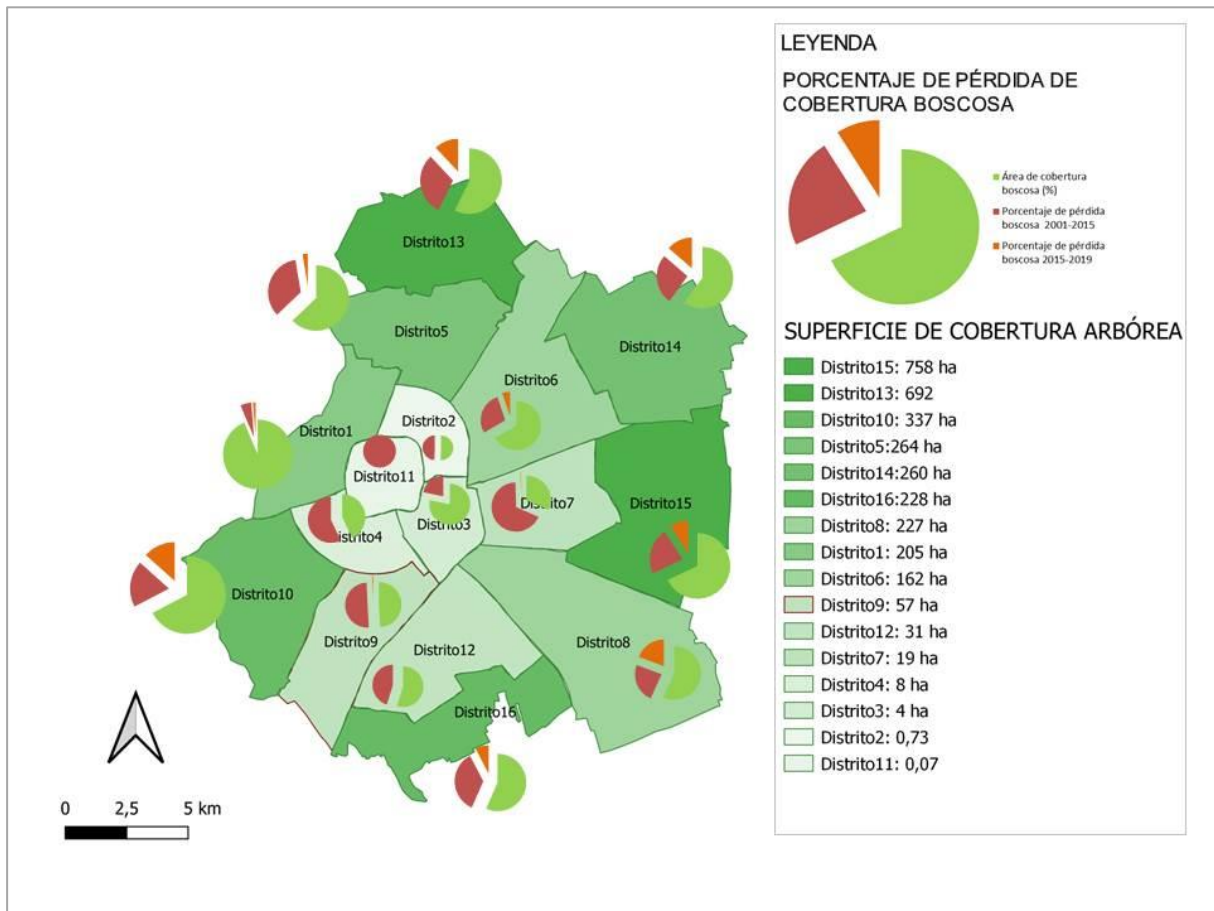 LEYENDA
PORCENTAJE DE PÉRDIDA DE
COBERTURA BOSCOSA
Área de cobertura
boscosa (%)
Porcentaje de pérdida
boscosa 2001-2015
Porcentaje de pérdida
boscosa 2015-2019
SUPERFICIE DE COBERTURA ARBÓREA
Distrito15: 758 ha
Distrito13: 692
Distrito10: 337 ha
Distrito5:264 ha
Distrito14:260 ha
Distrito16:228 ha
Distrito8: 227 ha
Distrito1: 205 ha
Distrito6: 162 ha
Distrito9: 57 ha
Distrito12: 31 ha
Distrito7: 19 ha
Distrito4: 8 ha
Distrito3: 4 ha
Distrito2: 0,73
Distrito11: 0,07
Distrito13
Distrito5
Distrito14
Distrito6
Distrito2
Distrito1
Distrito11
Distrito7
Distrito15
Distrito3
Distrito4
Distrito10
Distrito9
Distrito12
Distrito8
Distrito16
0 2,5 5 km